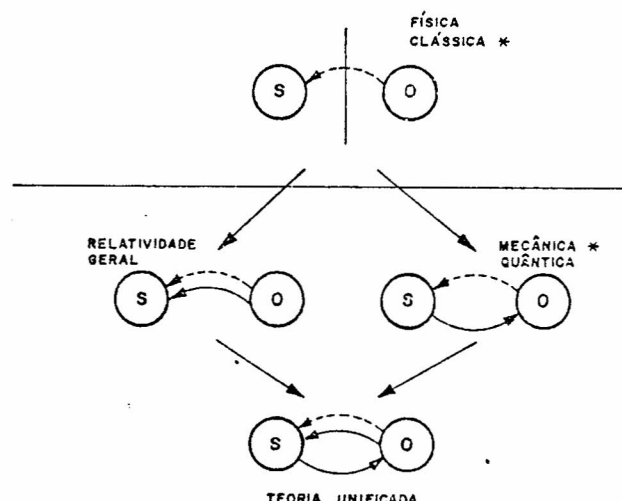 FÍSICA
CLÁSSICA *
S O
RELATIVIDADE
GERAL
MECÂNICA *
QUÂNTICA
S O
S O
S O
TEORIA UNIFICADA